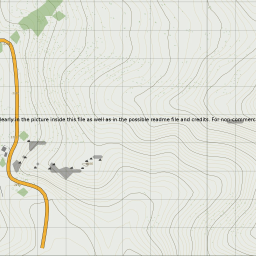 learly in the picture inside this file as well as in the possible readme file and credits. For non-commerc